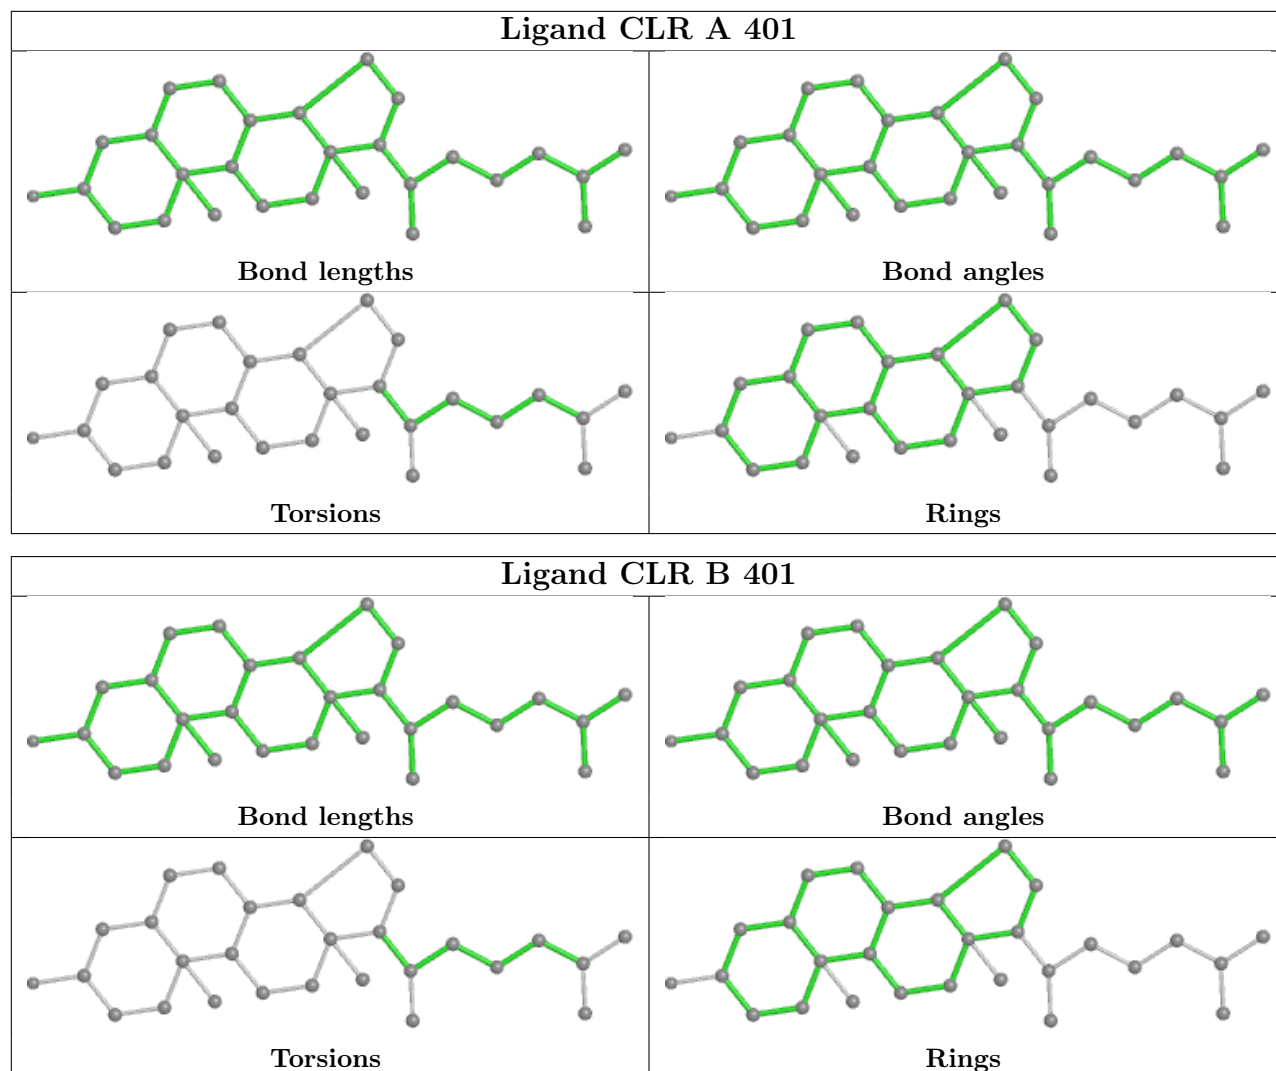 Ligand CLR A 401
Bond lengths
Bond angles
Torsions
Rings
Ligand CLR B 401
Bond lengths
Bond angles
Torsions
Rings